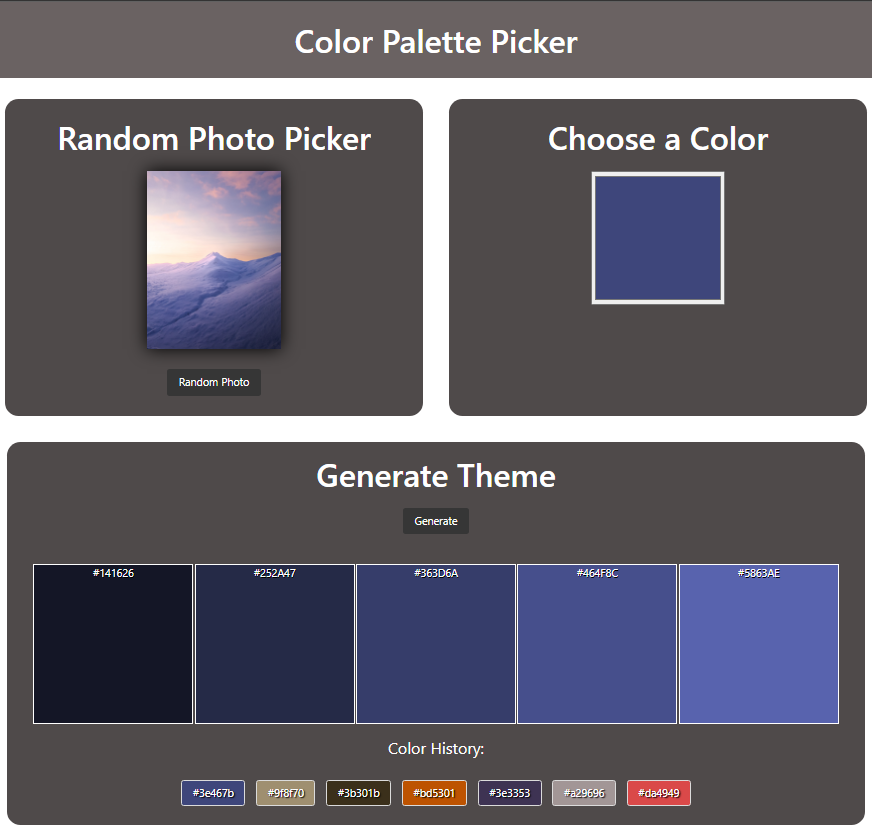 Color Palette Picker
Random Photo Picker
Random Photo
Choose a Color
Generate Theme
Generate
#141626 #252A47 #363D6A #464F8C #5863AE
Color History:
#3e467b #9f8f70 #3b301b #bd5301 #3e3353 #a29696 #da4949